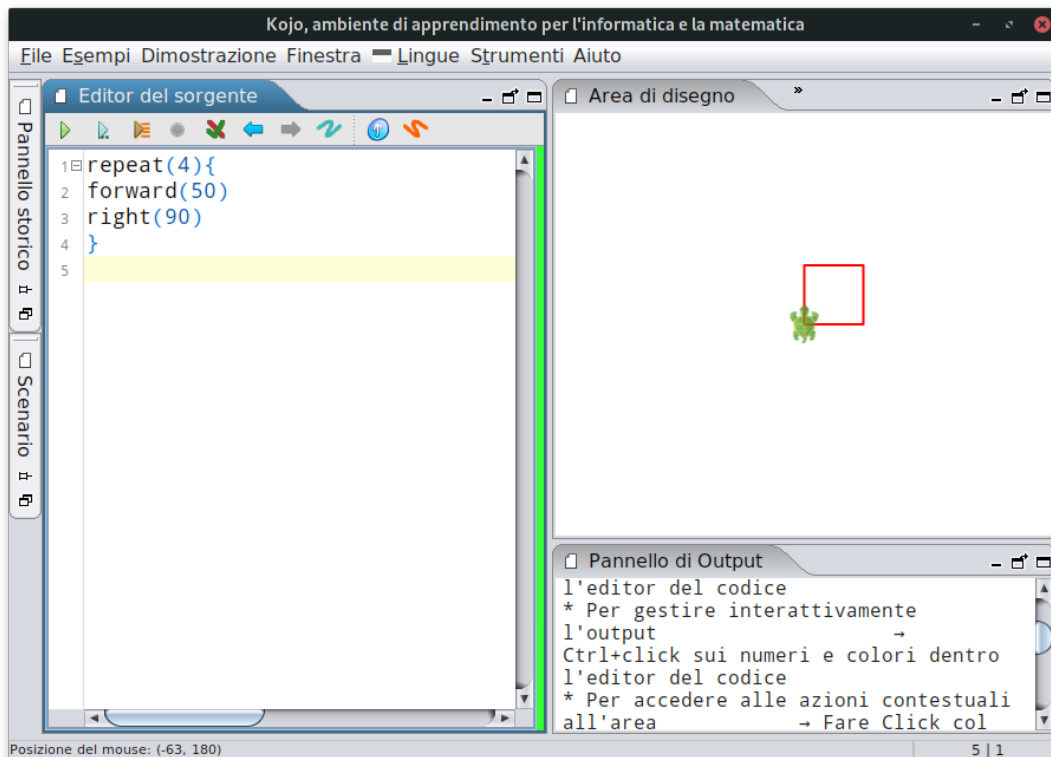 Kojo, ambiente di apprendimento per l'informatica e la matematica
File Esempi Dimostrazione Finestra Lingue Strumenti Aiuto
Pannello storico
Scenario
Editor del sorgente
1 repeat(4){
2 forward(50)
3 right(90)
4 }
5
Area di disegno »
Pannello di Output
l'editor del codice
* Per gestire interattivamente
l'output →
Ctrl+click sui numeri e colori dentro
l'editor del codice
* Per accedere alle azioni contestuali
all'area → Fare Click col
Posizione del mouse: (-63, 180)
5 | 1